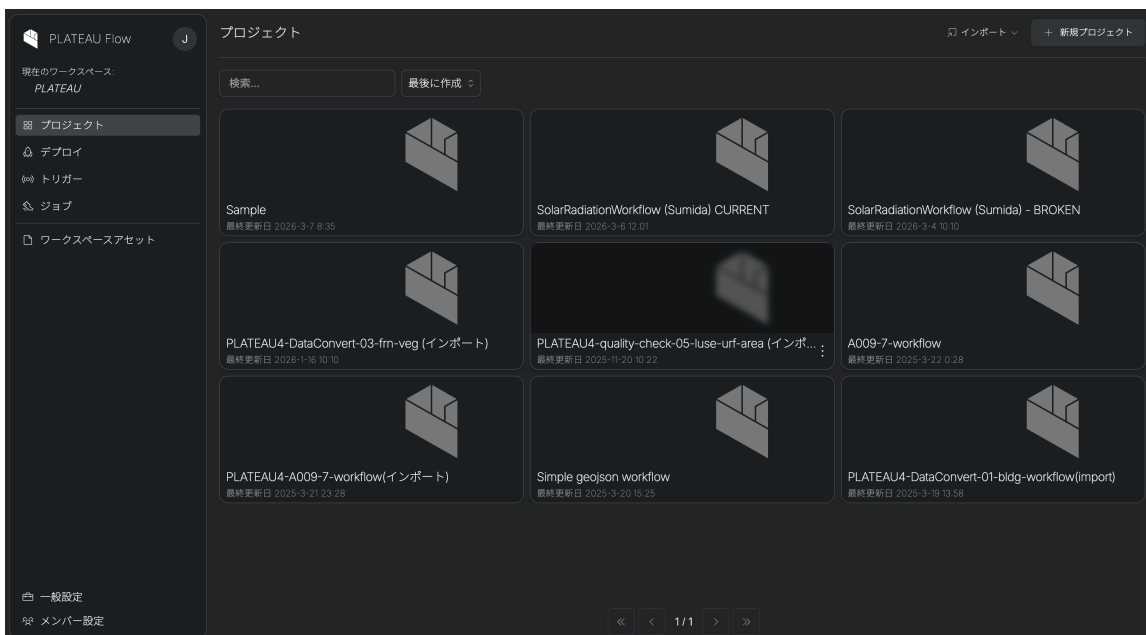 PLATEAU Flow
J
現在のワークスペース:
PLATEAU
プロジェクト
デプロイ
トリガー
ジョブ
ワークスペースアセット
一般設定
メンバー設定
プロジェクト
インポート
+ 新規プロジェクト
検索...
最後に作成
Sample
最終更新日 2026-3-7 8:35
SolarRadiationWorkflow (Sumida) CURRENT
最終更新日 2026-3-6 12:01
SolarRadiationWorkflow (Sumida) - BROKEN
最終更新日 2026-3-4 10:10
PLATEAU4-DataConvert-03-frn-veg (インポート)
最終更新日 2026-1-16 10:10
PLATEAU4-quality-check-05-luse-urf-area (インポ...
最終更新日 2025-11-20 10:22
A009-7-workflow
最終更新日 2025-3-22 0:28
PLATEAU4-A009-7-workflow(インポート)
最終更新日 2025-3-21 23:28
Simple geojson workflow
最終更新日 2025-3-20 15:25
PLATEAU4-DataConvert-01-bldg-workflow(import)
最終更新日 2025-3-19 13:58
1 / 1